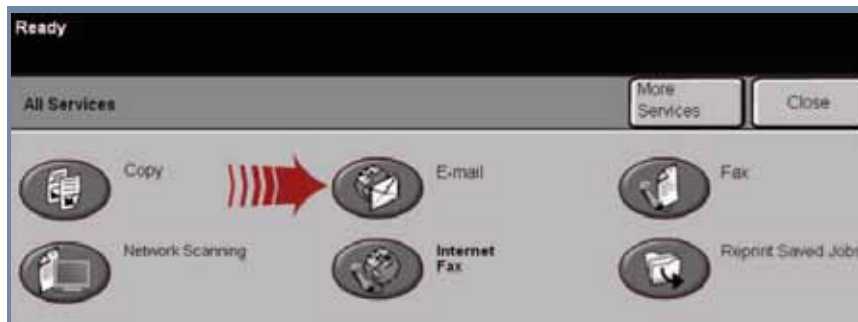 Ready
All Services
More
Services
Close
Copy
E-mail
Fax
Network Scanning
Internet
Fax
Reprint Saved Jobs